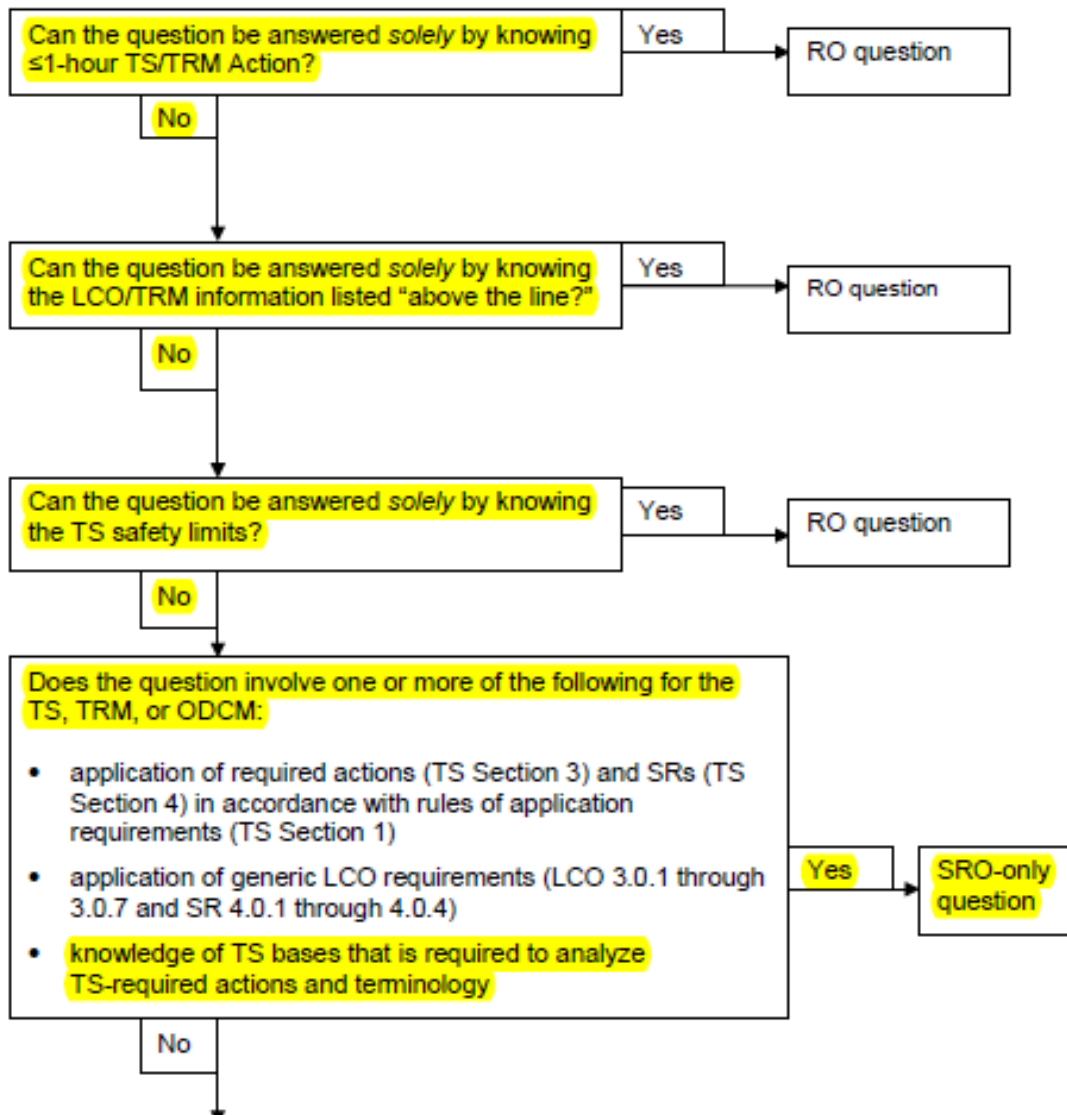 Can the question be answered solely by knowing
≤1-hour TS/TRM Action?
Yes
RO question
No
Can the question be answered solely by knowing
the LCO/TRM information listed “above the line?”
Yes
RO question
No
Can the question be answered solely by knowing
the TS safety limits?
Yes
RO question
No
Does the question involve one or more of the following for the
TS, TRM, or ODCM:
• application of required actions (TS Section 3) and SRs (TS
Section 4) in accordance with rules of application
requirements (TS Section 1)
• application of generic LCO requirements (LCO 3.0.1 through
3.0.7 and SR 4.0.1 through 4.0.4)
• knowledge of TS bases that is required to analyze
TS-required actions and terminology
Yes
SRO-only
question
No